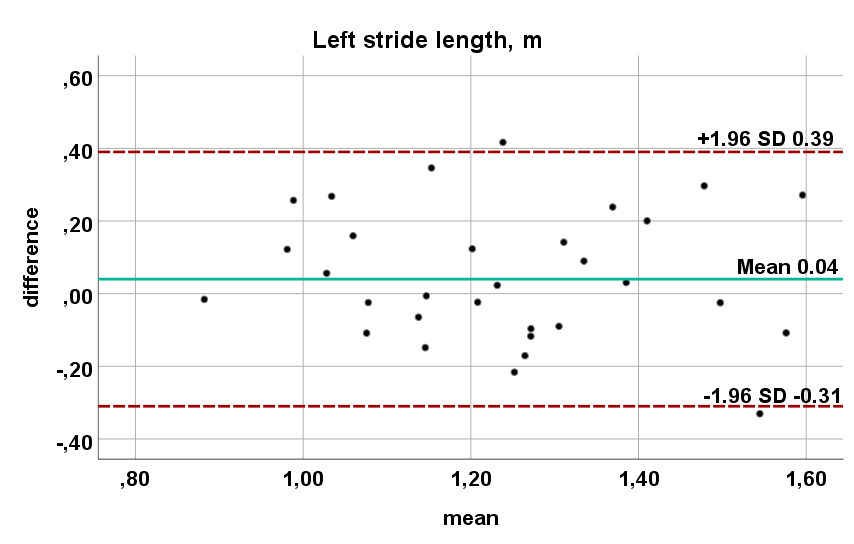 Left stride length, m
,60
,40
,20
,00
-,20
-,40
difference
+1.96 SD 0.39
Mean 0.04
-1.96 SD -0.31
,80 1,00 1,20 1,40 1,60
mean